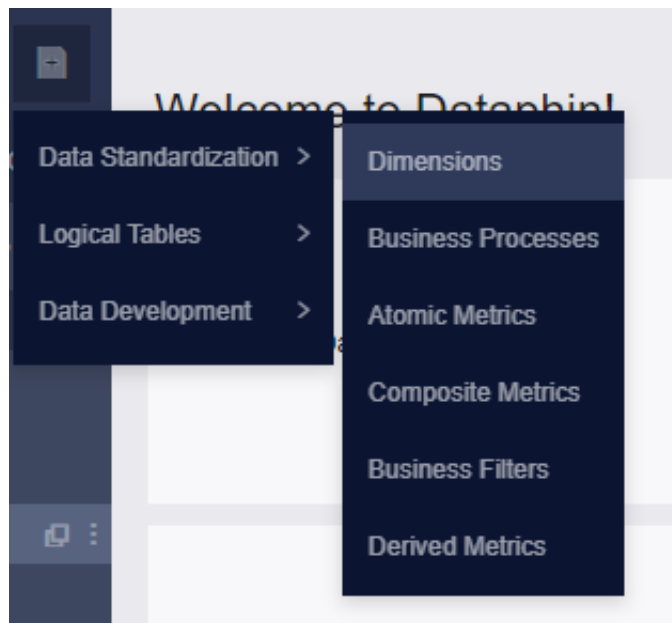 Welcome to Dataphin!
Data Standardization >
Logical Tables >
Data Development >
Dimensions
Business Processes
Atomic Metrics
Composite Metrics
Business Filters
Derived Metrics